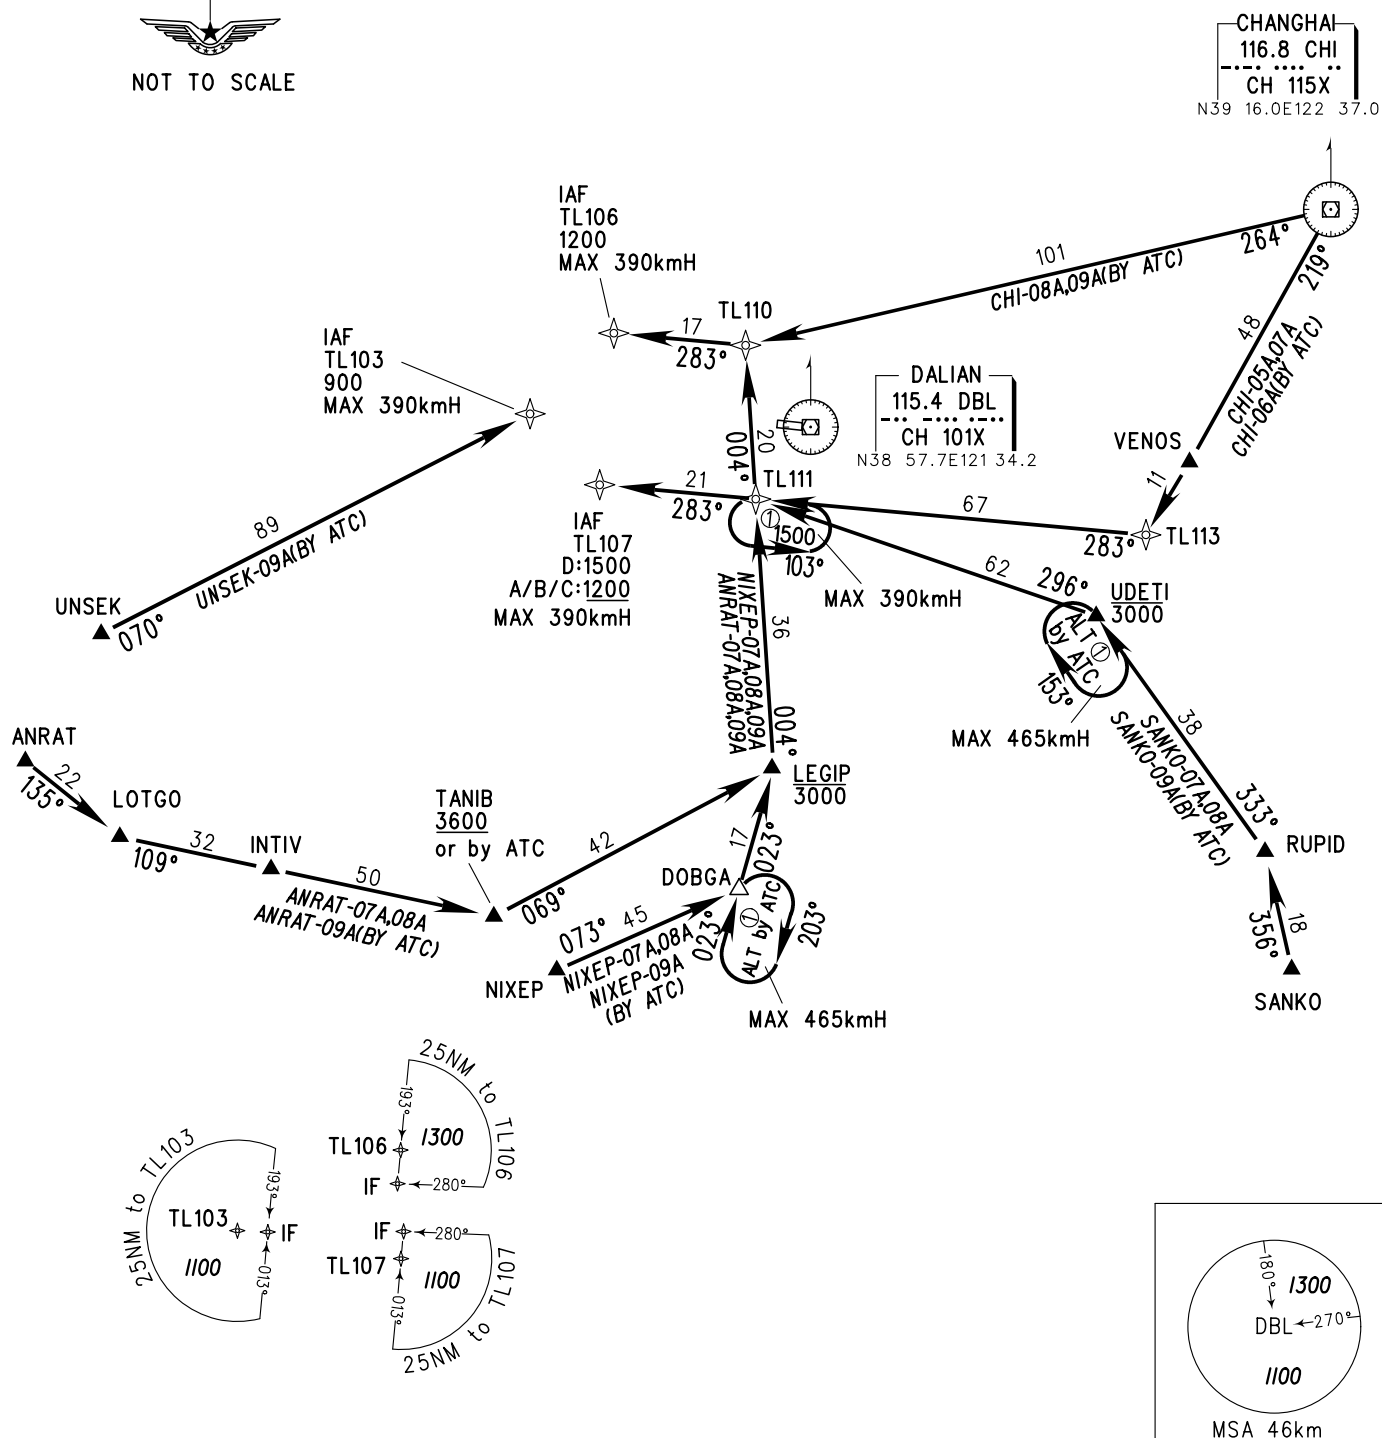 NOT TO SCALE
CHANGHAI
116.8 CHI
CH 115X
N39 16.0E122 37.0
IAF
TL106
1200
MAX 390kmH
264°
219°
101
CHI-08A,09A(BY ATC)
TL110
17
283°
48
CHI-05A,07A
CHI-06A(BY ATC)
IAF
TL103
900
MAX 390kmH
DALIAN
115.4 DBL
CH 101X
N38 57.7E121 34.2
20
004°
VENOS
11
TL111
21
283°
67
283°
TL113
1
1500
103°
MAX 390kmH
IAF
TL107
D:1500
A/B/C:1200
MAX 390kmH
89
UNSEK-09A(BY ATC)
UNSEK
070°
62
296°
UDETI
3000
ALT 1
by ATC
153°
MAX 465kmH
36
NIXEP-07A,08A,09A
ANRAT-07A,08A,09A
004°
38
SANKO-07A,08A
SANKO-09A(BY ATC)
333°
RUPID
18
356°
SANKO
ANRAT
22
135°
LOTGO
32
109°
INTIV
50
ANRAT-07A,08A
ANRAT-09A(BY ATC)
TANIB
3600
or by ATC
42
069°
LEGIP
3000
17
023°
DOBGA
073°
45
NIXEP
NIXEP-07A,08A
NIXEP-09A
(BY ATC)
023°
ALT by ATC
1
203°
MAX 465kmH
25NM to TL106
193°
TL106
1300
IF
280°
25NM to TL103
193°
TL103
IF
1100
013°
IF
280°
TL107
1100
013°
25NM to TL107
180°
1300
DBL
270°
1100
MSA 46km